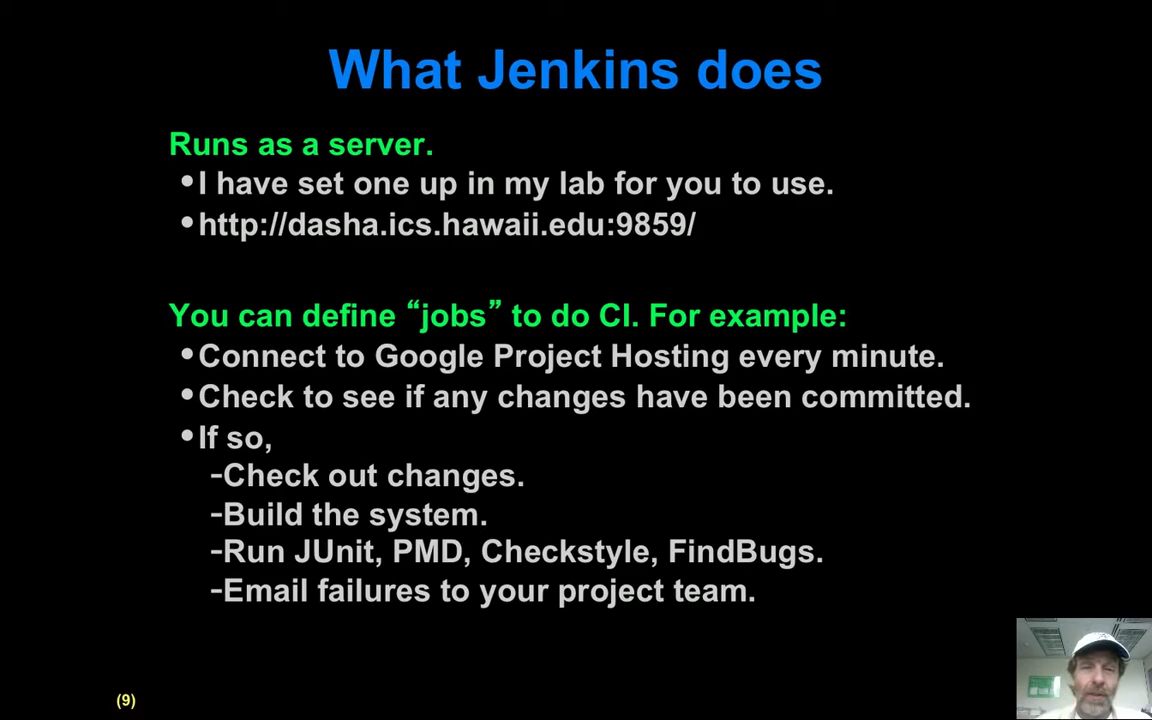 What Jenkins does
Runs as a server.
•I have set one up in my lab for you to use.
•http://dasha.ics.hawaii.edu:9859/
You can define “jobs” to do CI. For example:
•Connect to Google Project Hosting every minute.
•Check to see if any changes have been committed.
•If so,
-Check out changes.
-Build the system.
-Run JUnit, PMD, Checkstyle, FindBugs.
-Email failures to your project team.
(9)